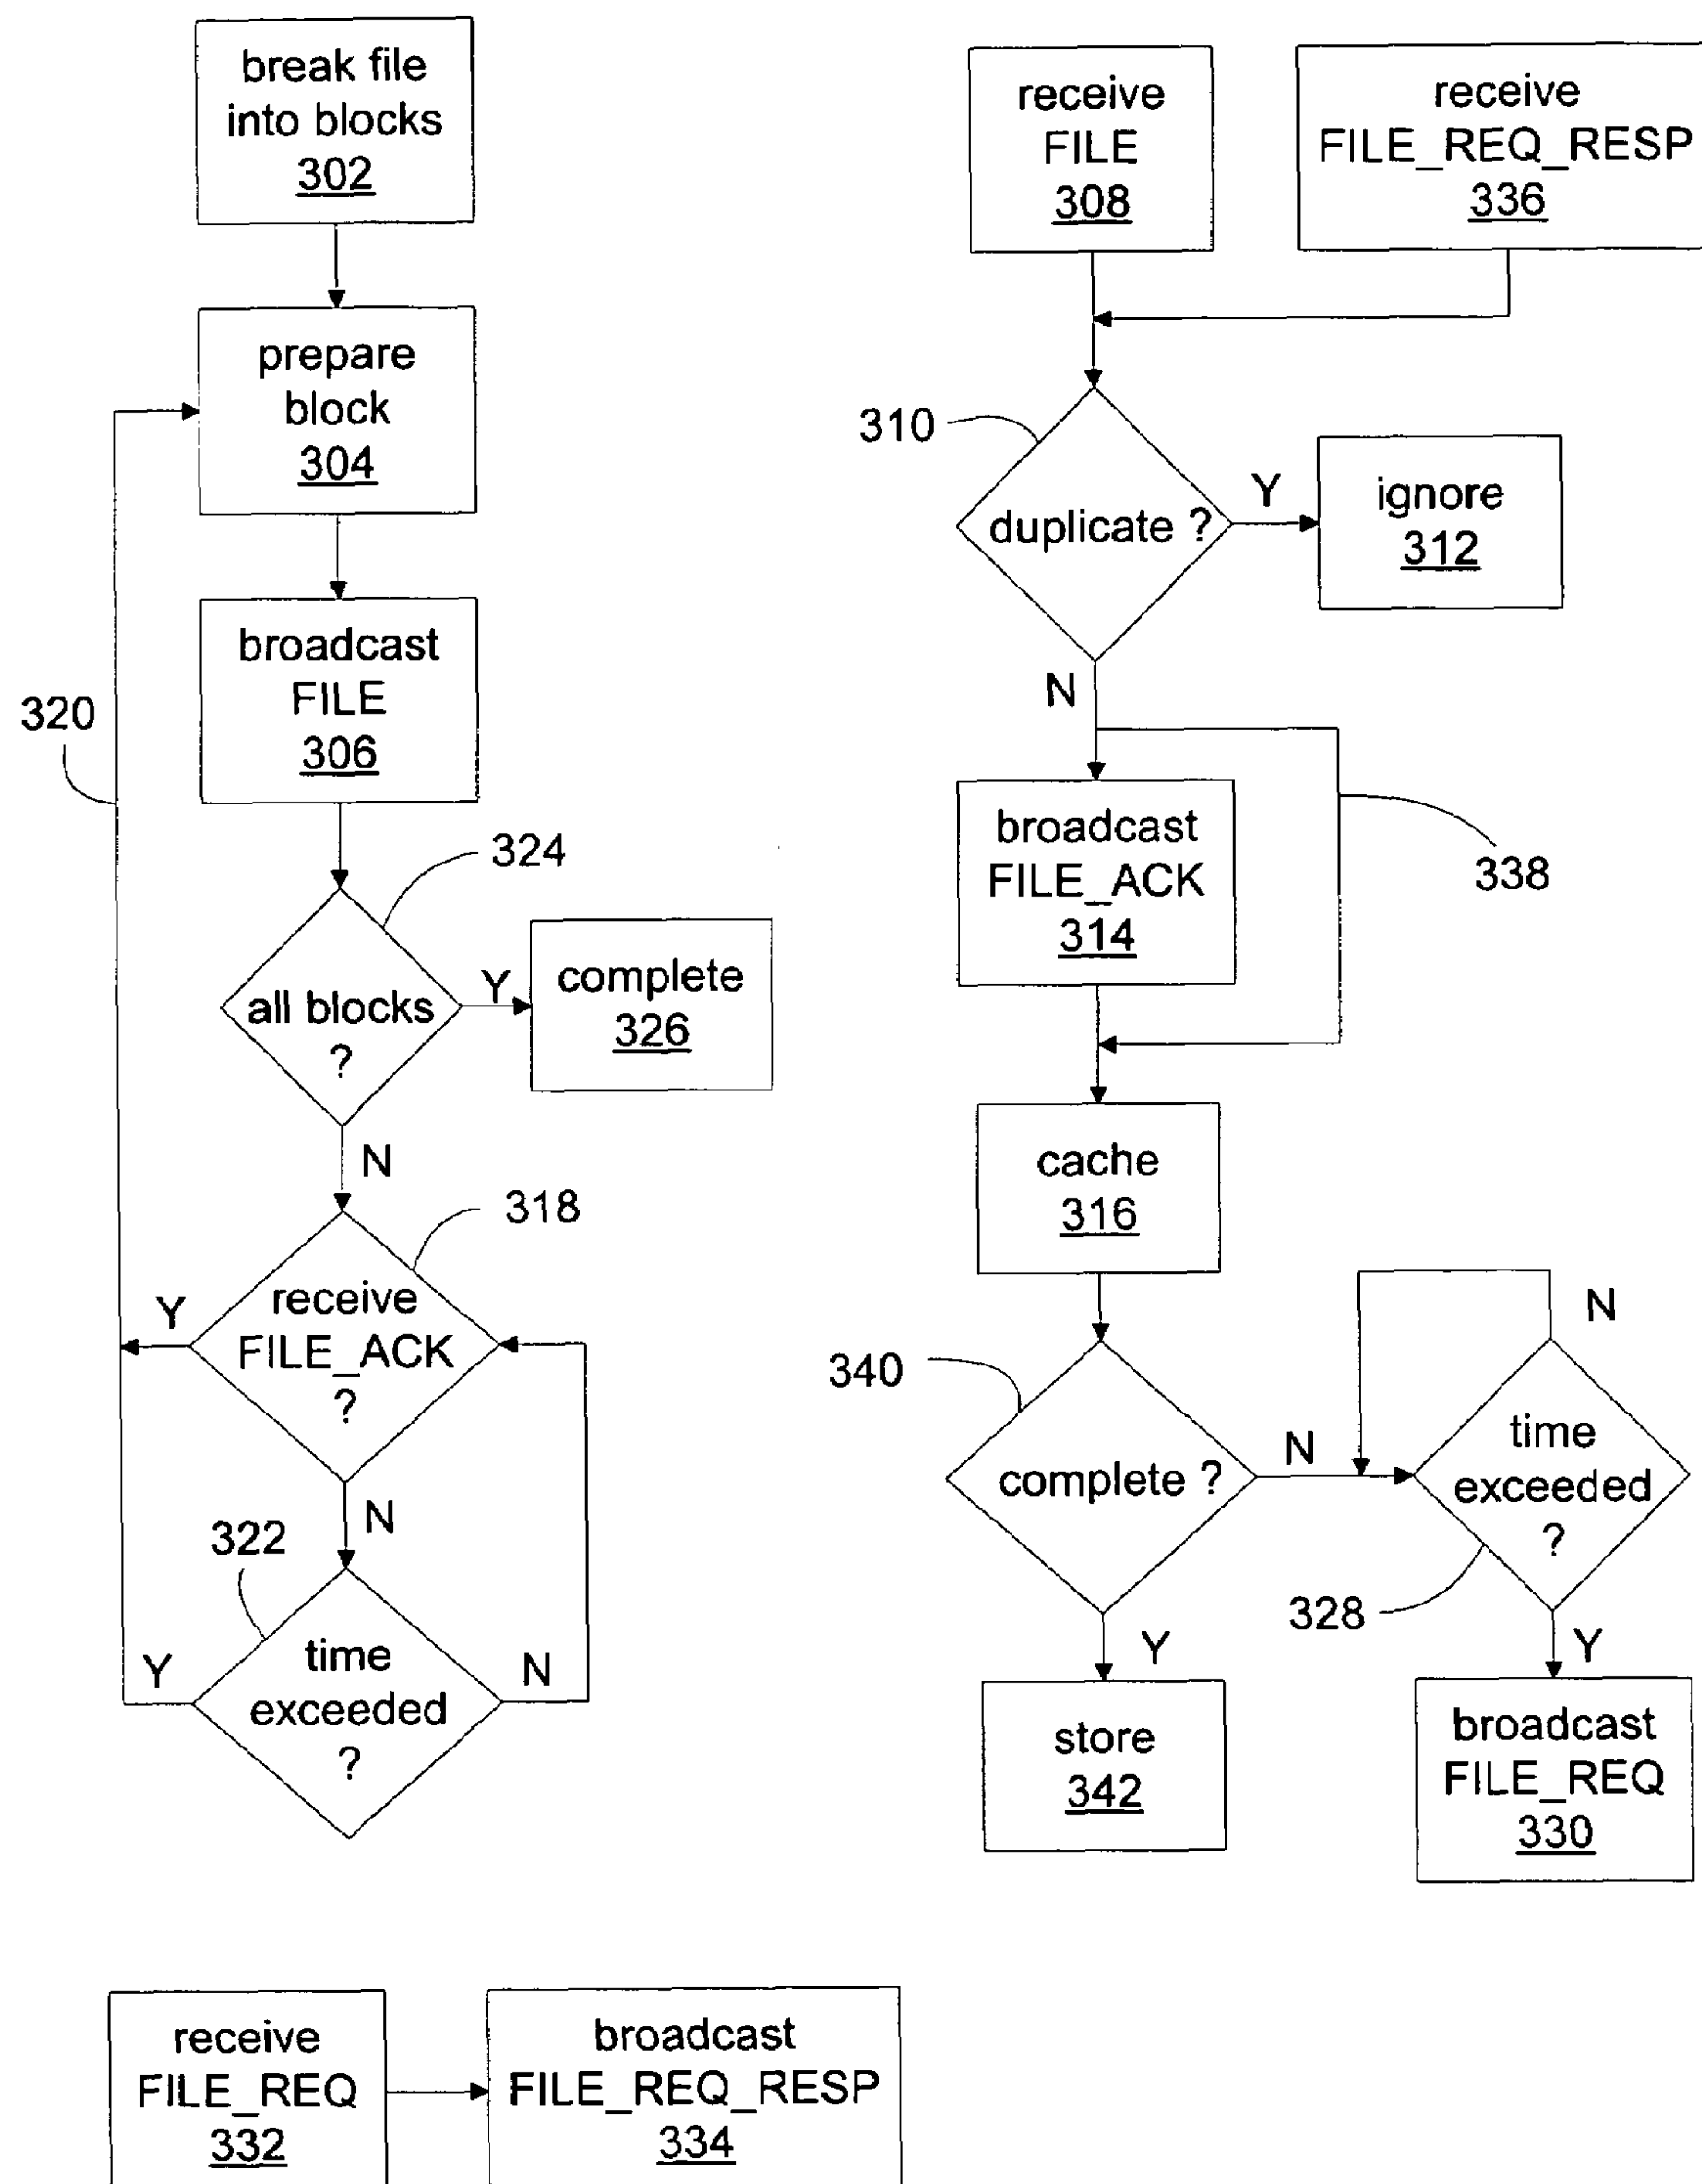 break file
into blocks
302
prepare
block
304
broadcast
FILE
306
320
324
all blocks
?
Y
complete
326
N
318
receive
FILE_ACK
?
Y
N
322
time
exceeded
?
Y
N
receive
FILE
308
receive
FILE_REQ_RESP
336
310
duplicate ?
Y
ignore
312
N
broadcast
FILE_ACK
314
338
cache
316
340
complete ?
N
N
time
exceeded
?
328
Y
Y
store
342
broadcast
FILE_REQ
330
receive
FILE_REQ
332
broadcast
FILE_REQ_RESP
334